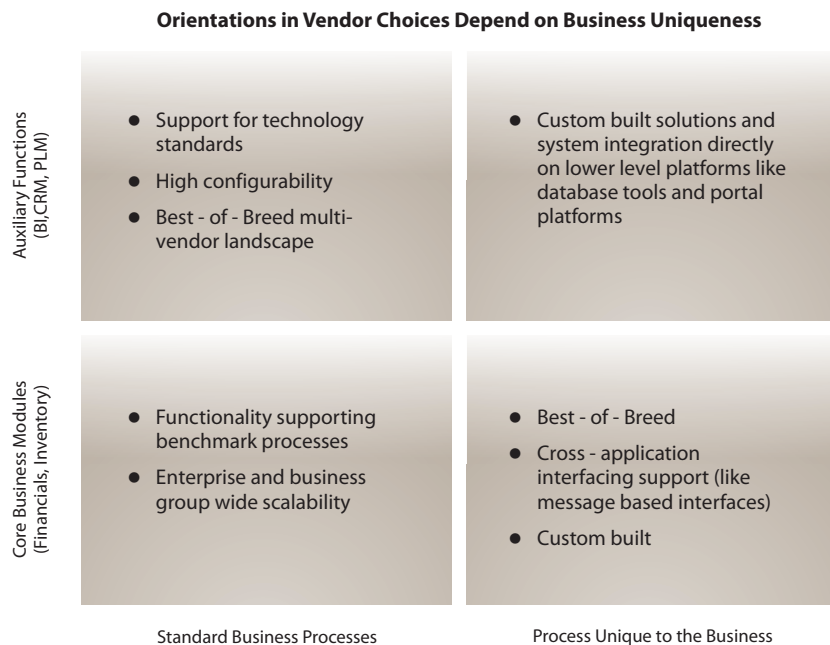 Orientations in Vendor Choices Depend on Business Uniqueness
Auxiliary Functions
(BI,CRM, PLM)
● Support for technology
standards
● High configurability
● Best - of - Breed multi-
vendor landscape
● Custom built solutions and
system integration directly
on lower level platforms like
database tools and portal
platforms
Core Business Modules
(Financials, Inventory)
● Functionality supporting
benchmark processes
● Enterprise and business
group wide scalability
● Best - of - Breed
● Cross - application
interfacing support (like
message based interfaces)
● Custom built
Standard Business Processes
Process Unique to the Business